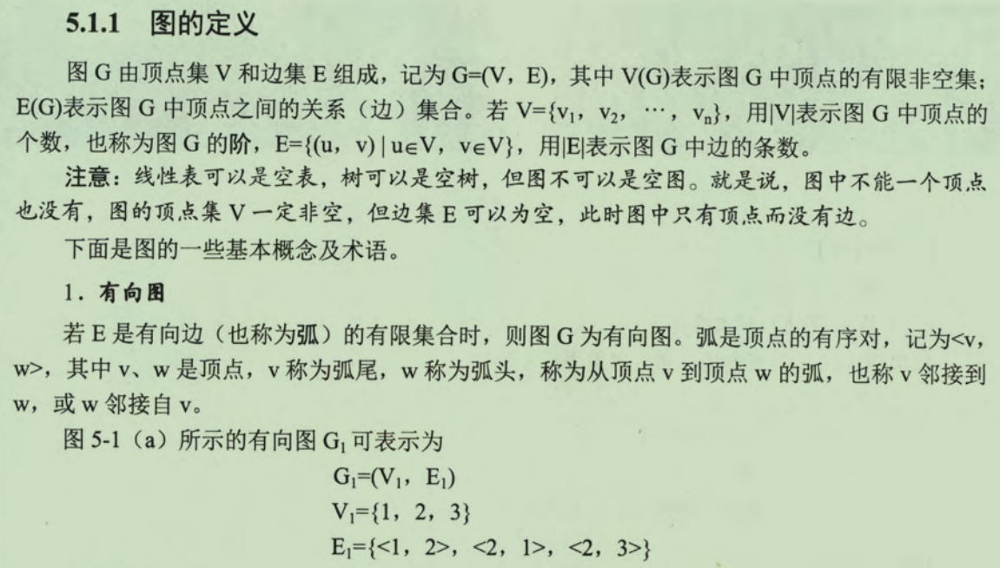 5.1.1 图的定义
图 G 由顶点集 V 和边集 E 组成，记为 G=(V，E)，其中 V(G)表示图 G 中顶点的有限非空集；
E(G)表示图 G 中顶点之间的关系（边）集合。若 V={v₁，v₂，…，vₙ}，用|V|表示图 G 中顶点的
个数，也称为图 G 的阶，E={(u，v) | u∈V，v∈V}，用|E|表示图 G 中边的条数。
注意：线性表可以是空表，树可以是空树，但图不可以是空图。就是说，图中不能一个顶点
也没有，图的顶点集 V 一定非空，但边集 E 可以为空，此时图中只有顶点而没有边。
下面是图的一些基本概念及术语。
1．有向图
若 E 是有向边（也称为弧）的有限集合时，则图 G 为有向图。弧是顶点的有序对，记为<v，
w>，其中 v、w 是顶点，v 称为弧尾，w 称为弧头，称为从顶点 v 到顶点 w 的弧，也称 v 邻接到
w，或 w 邻接自 v。
图 5-1（a）所示的有向图 G₁ 可表示为
G₁=(V₁，E₁)
V₁={1，2，3}
E₁={<1，2>，<2，1>，<2，3>}